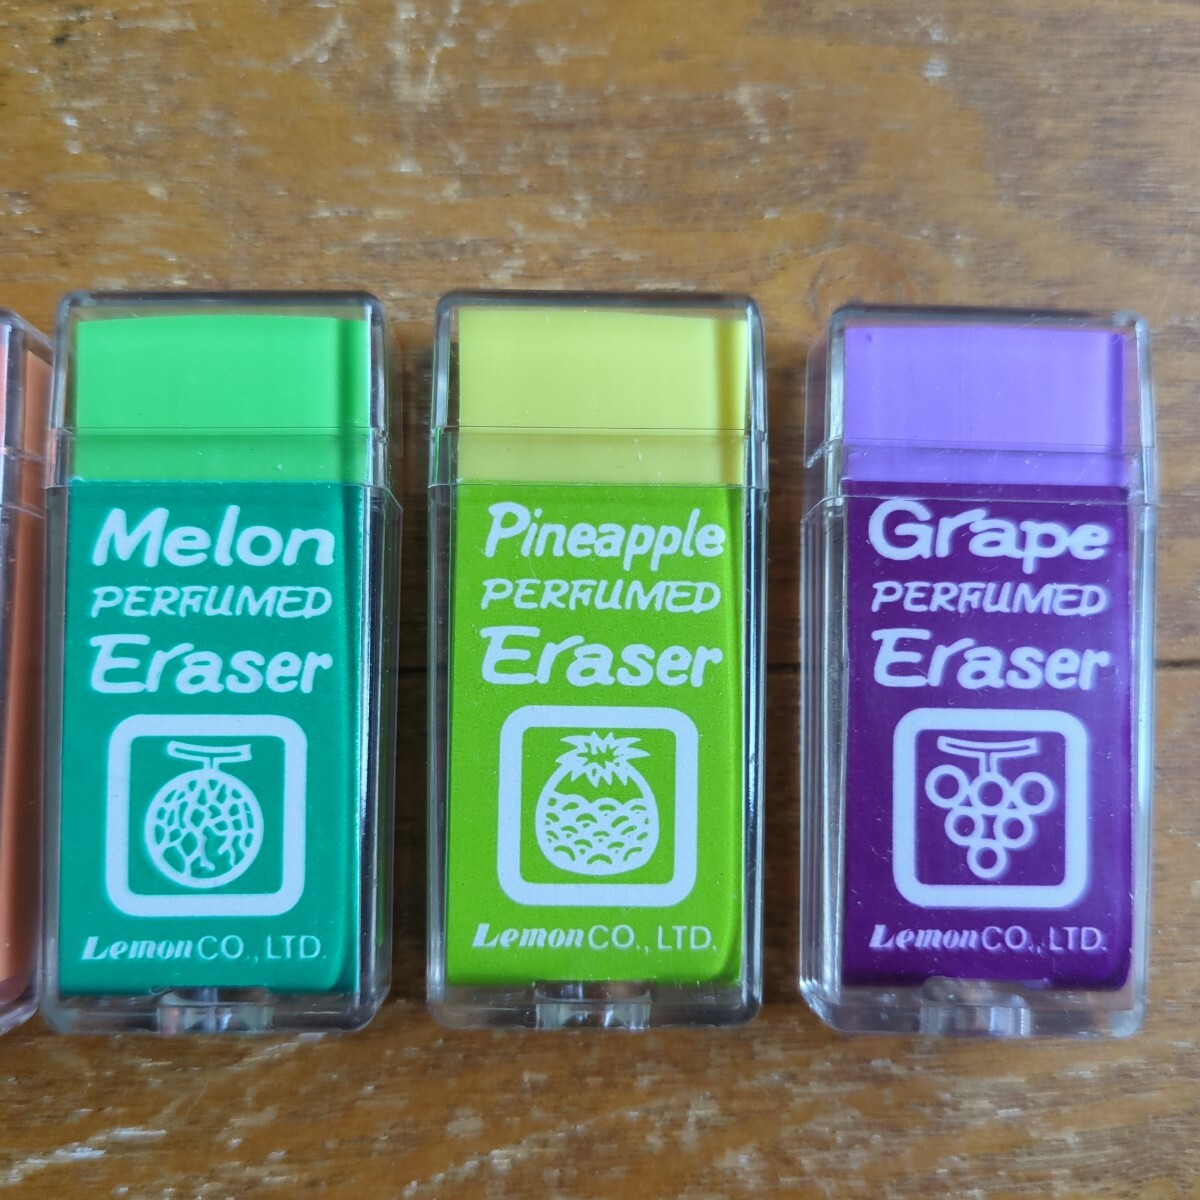 Melon
PERFUMED
Eraser
Lemon CO., LTD.
Pineapple
PERFUMED
Eraser
Lemon CO., LTD.
Grape
PERFUMED
Eraser
Lemon CO., LTD.